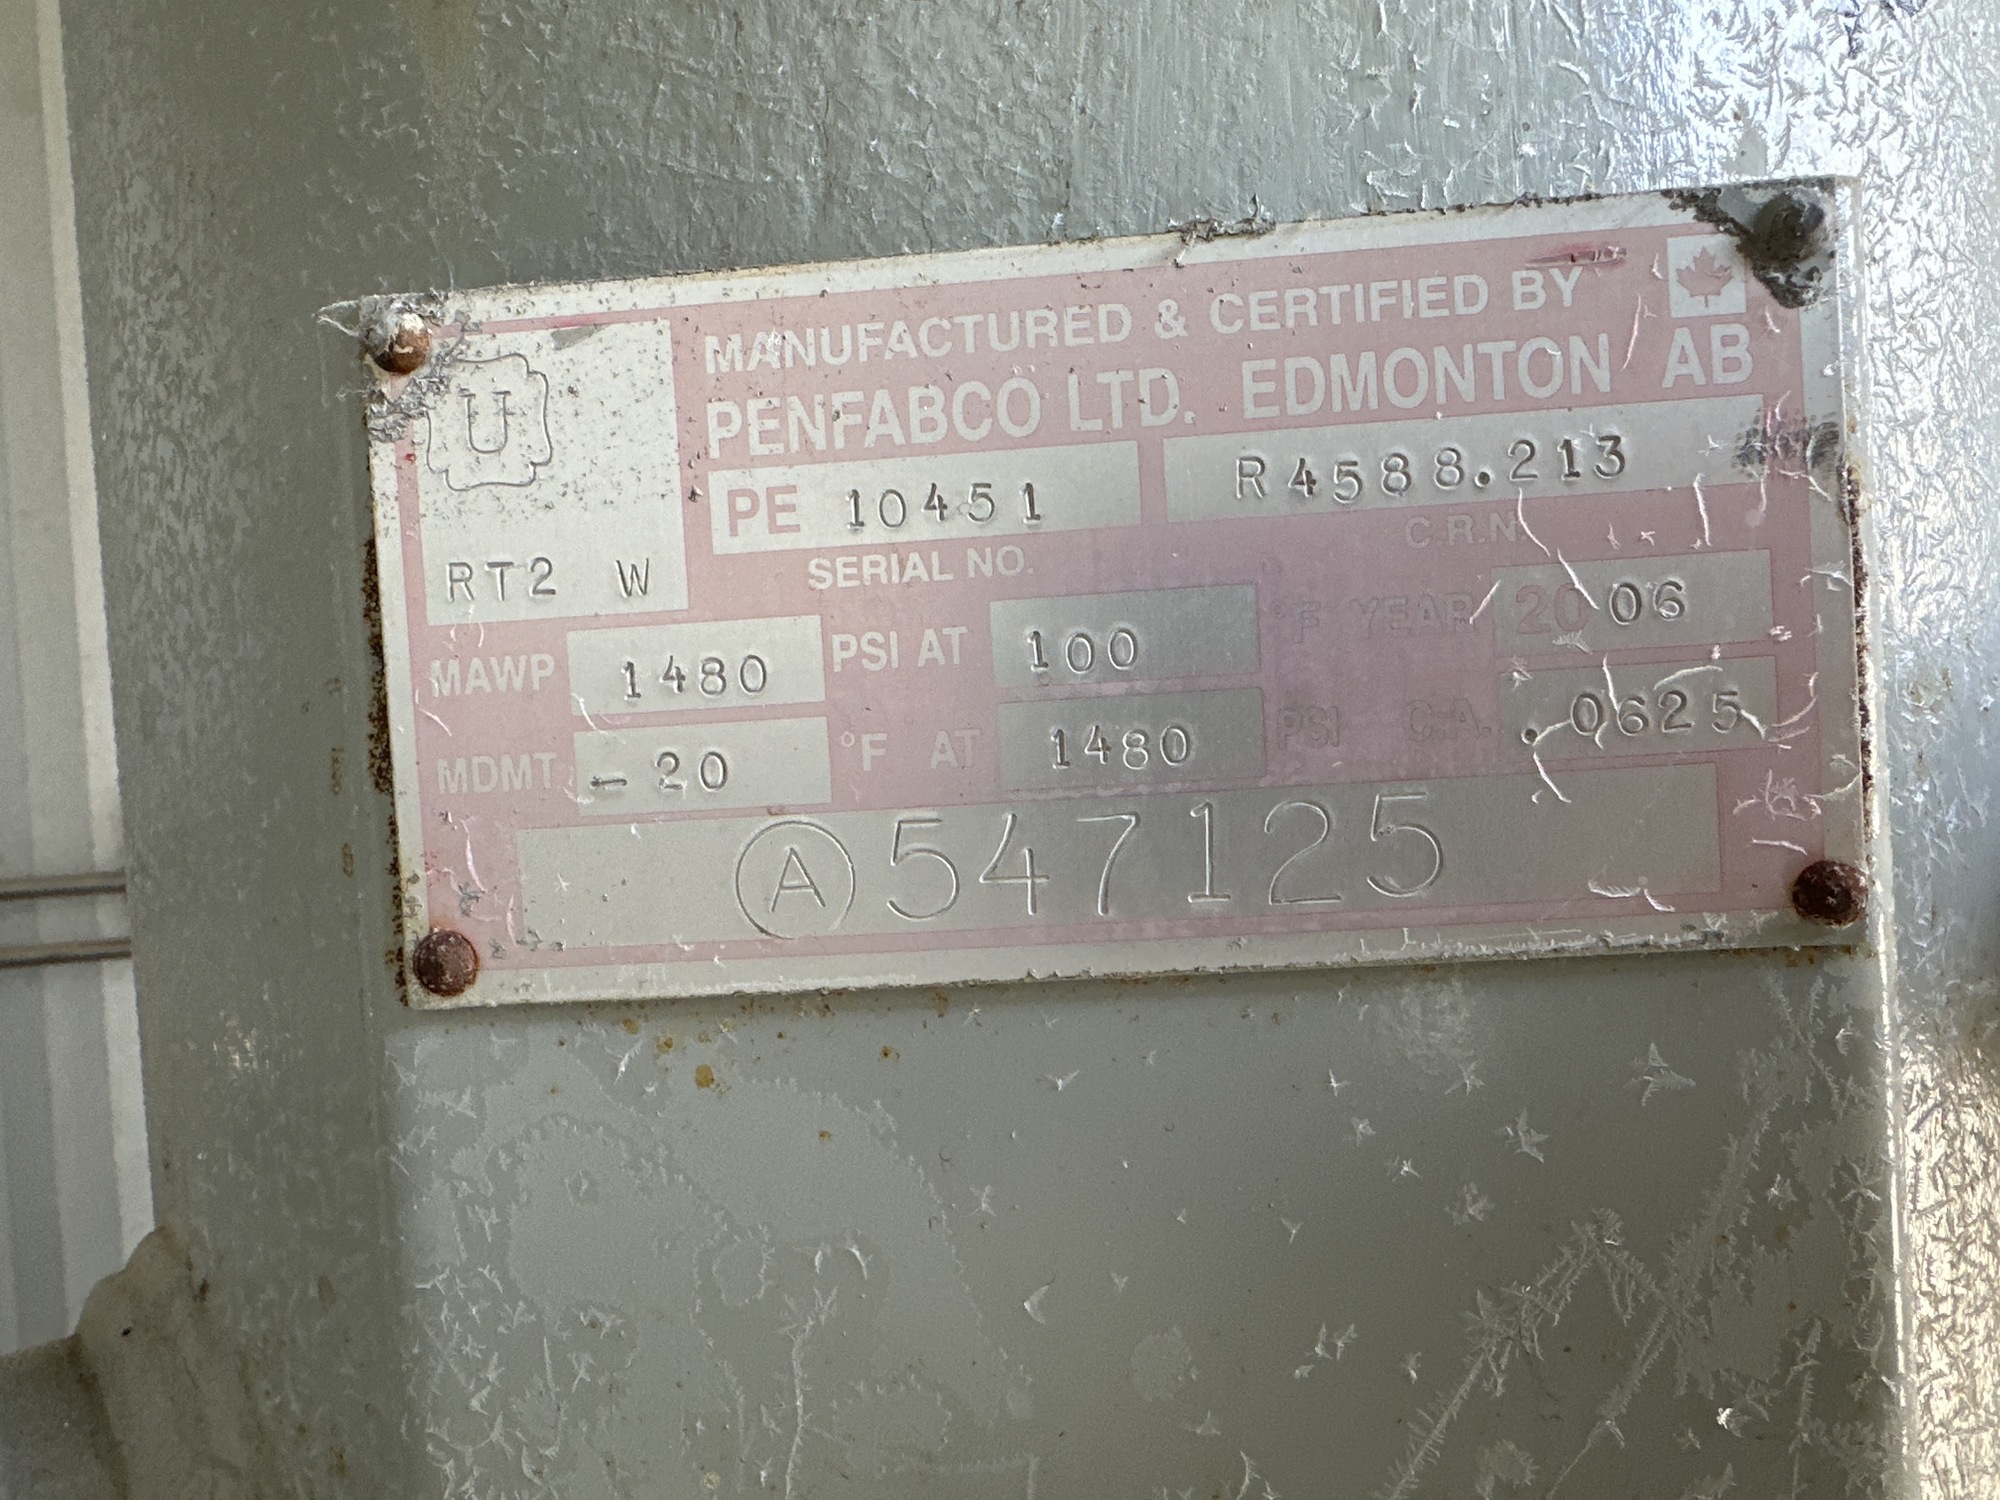 MANUFACTURED & CERTIFIED BY
PENFABCO LTD. EDMONTON AB
U
RT2 W
PE 10451 R4588.213
SERIAL NO. C.R.N.
MAWP 1480 PSI AT 100 °F YEAR 2006
MDMT -20 °F AT 1480 PSI C.A. .0625
A 547125